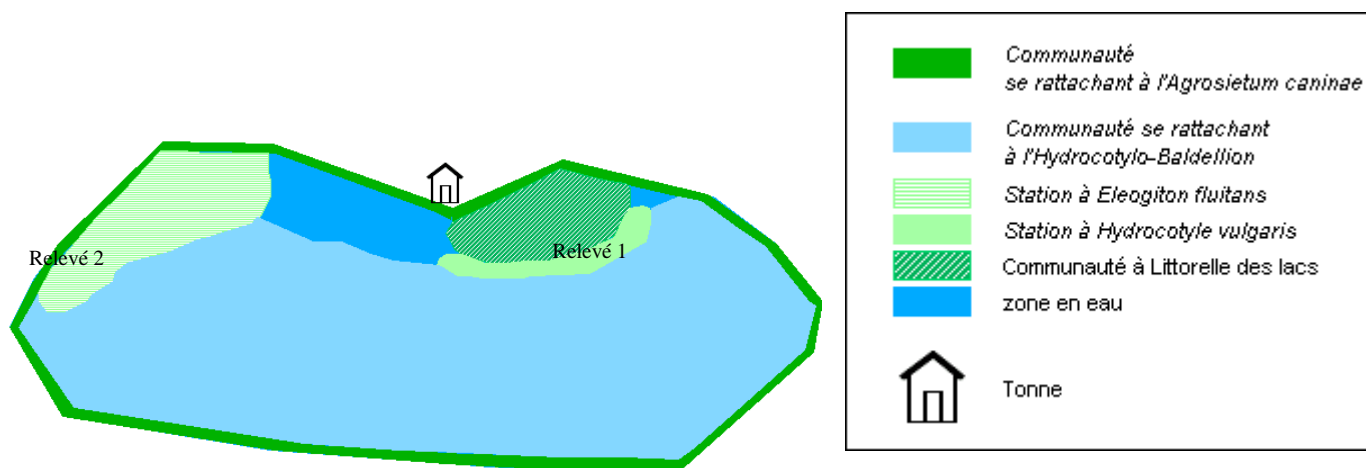 Relevé 2
Relevé 1
Communauté
se rattachant à l'Agrosietum caninae
Communauté se rattachant
à l'Hydrocotylo-Baldellion
Station à Eleogiton fluitans
Station à Hydrocotyle vulgaris
Communauté à Littorelle des lacs
zone en eau
Tonne